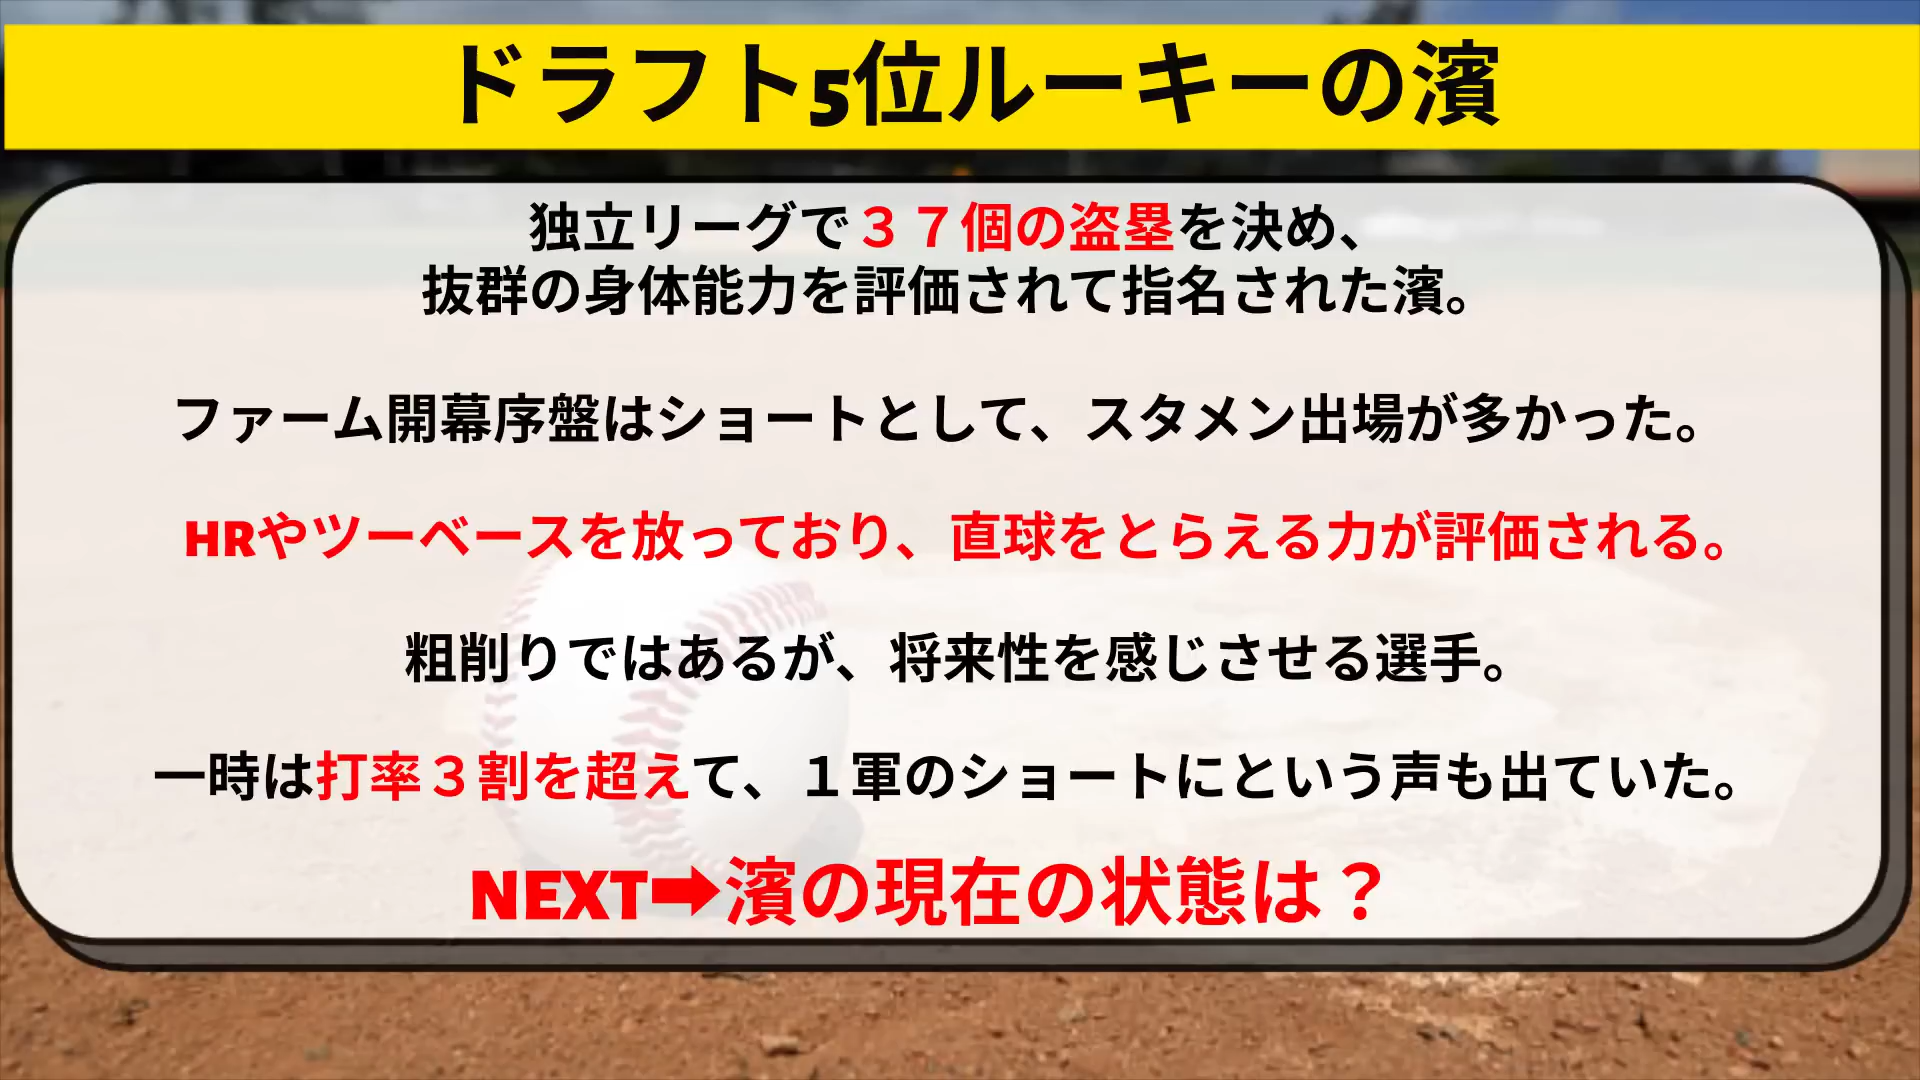 ドラフト5位ルーキーの濱
独立リーグで３７個の盗塁を決め、
抜群の身体能力を評価されて指名された濱。
ファーム開幕序盤はショートとして、スタメン出場が多かった。
HRやツーベースを放っており、直球をとらえる力が評価される。
粗削りではあるが、将来性を感じさせる選手。
一時は打率３割を超えて、１軍のショートにという声も出ていた。
NEXT➡濱の現在の状態は？